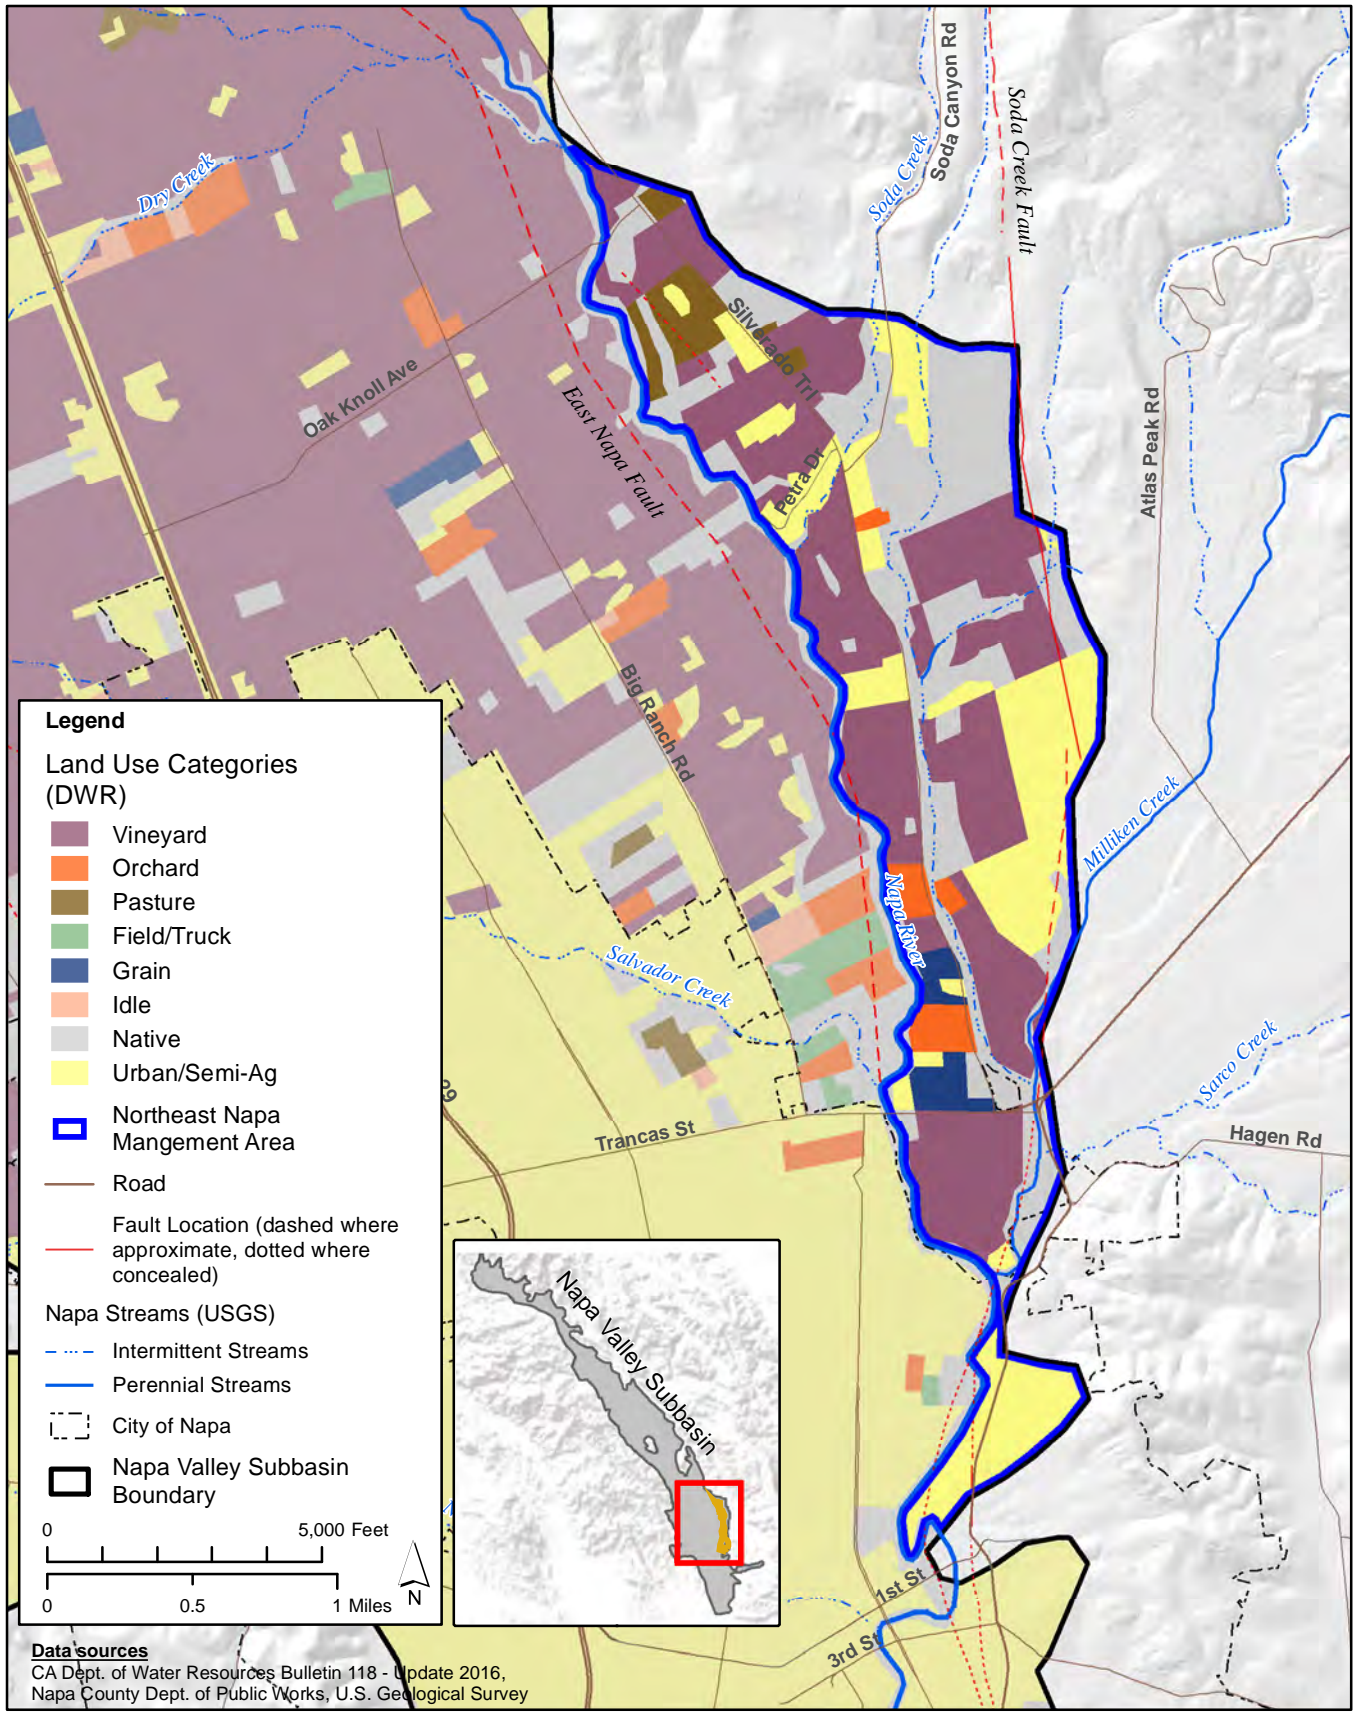 Soda Canyon Rd
Soda Creek Fault
Soda Creek
Dry Creek
Silverado Trl
Oak Knoll Ave
East Napa Fault
Petra Dr
Atlas Peak Rd
Big Ranch Rd
Milliken Creek
Napa River
Salvador Creek
Sarco Creek
Trancas St
Hagen Rd
29
1st St
3rd St
Legend
Land Use Categories
(DWR)
Vineyard
Orchard
Pasture
Field/Truck
Grain
Idle
Native
Urban/Semi-Ag
Northeast Napa
Mangement Area
Road
Fault Location (dashed where
approximate, dotted where
concealed)
Napa Streams (USGS)
Intermittent Streams
Perennial Streams
City of Napa
Napa Valley Subbasin
Boundary
0 5,000 Feet
0 0.5 1 Miles
N
Napa Valley Subbasin
Data sources
CA Dept. of Water Resources Bulletin 118 - Update 2016,
Napa County Dept. of Public Works, U.S. Geological Survey